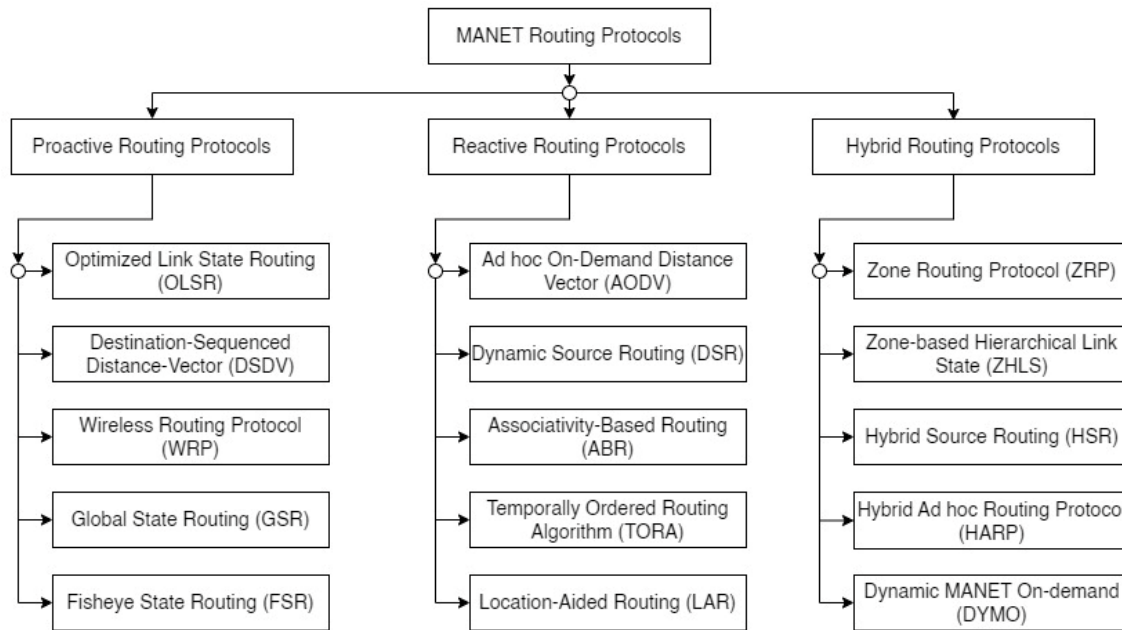 MANET Routing Protocols
Proactive Routing Protocols
Reactive Routing Protocols
Hybrid Routing Protocols
Optimized Link State Routing
(OLSR)
Destination-Sequenced
Distance-Vector (DSDV)
Wireless Routing Protocol
(WRP)
Global State Routing (GSR)
Fisheye State Routing (FSR)
Ad hoc On-Demand Distance
Vector (AODV)
Dynamic Source Routing (DSR)
Associativity-Based Routing
(ABR)
Temporally Ordered Routing
Algorithm (TORA)
Location-Aided Routing (LAR)
Zone Routing Protocol (ZRP)
Zone-based Hierarchical Link
State (ZHLS)
Hybrid Source Routing (HSR)
Hybrid Ad hoc Routing Protocol
(HARP)
Dynamic MANET On-demand
(DYMO)